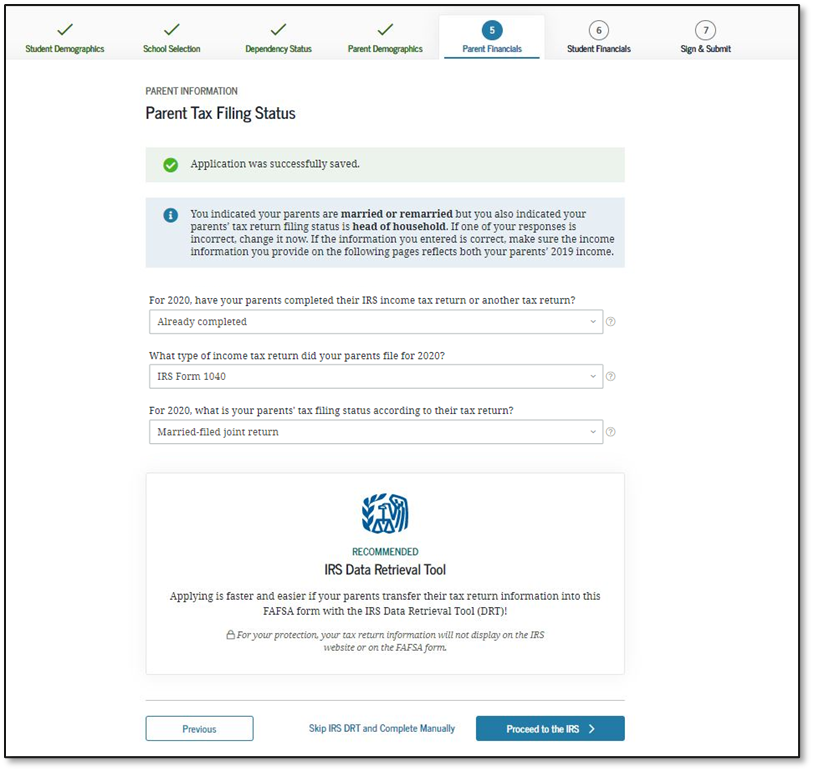 5 6 7
Student Demographics School Selection Dependency Status Parent Demographics Parent Financials Student Financials Sign & Submit
PARENT INFORMATION
Parent Tax Filing Status
Application was successfully saved.
You indicated your parents are married or remarried but you also indicated your
parents' tax return filing status is head of household. If one of your responses is
incorrect, change it now. If the information you entered is correct, make sure the income
information you provide on the following pages reflects both your parents' 2019 income.
For 2020, have your parents completed their IRS income tax return or another tax return?
Already completed
What type of income tax return did your parents file for 2020?
IRS Form 1040
For 2020, what is your parents' tax filing status according to their tax return?
Married-filed joint return
RECOMMENDED
IRS Data Retrieval Tool
Applying is faster and easier if your parents transfer their tax return information into this
FAFSA form with the IRS Data Retrieval Tool (DRT)!
For your protection, your tax return information will not display on the IRS
website or on the FAFSA form.
Previous Skip IRS DRT and Complete Manually Proceed to the IRS